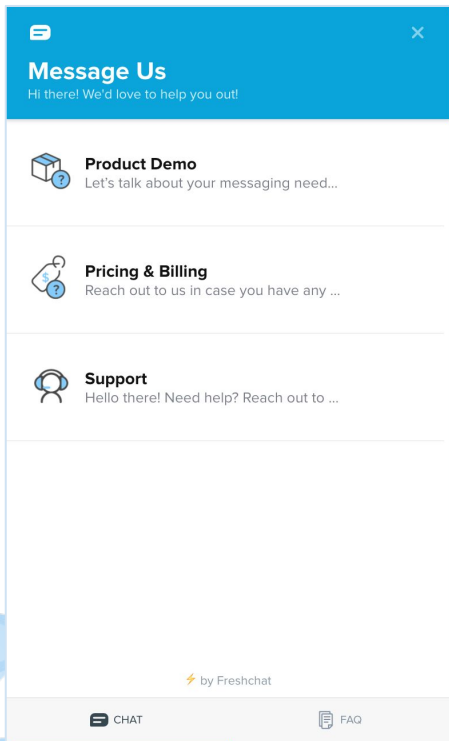 Message Us
Hi there! We'd love to help you out!
Product Demo
Let's talk about your messaging need...
Pricing & Billing
Reach out to us in case you have any ...
Support
Hello there! Need help? Reach out to ...
⚡ by Freshchat
CHAT
FAQ